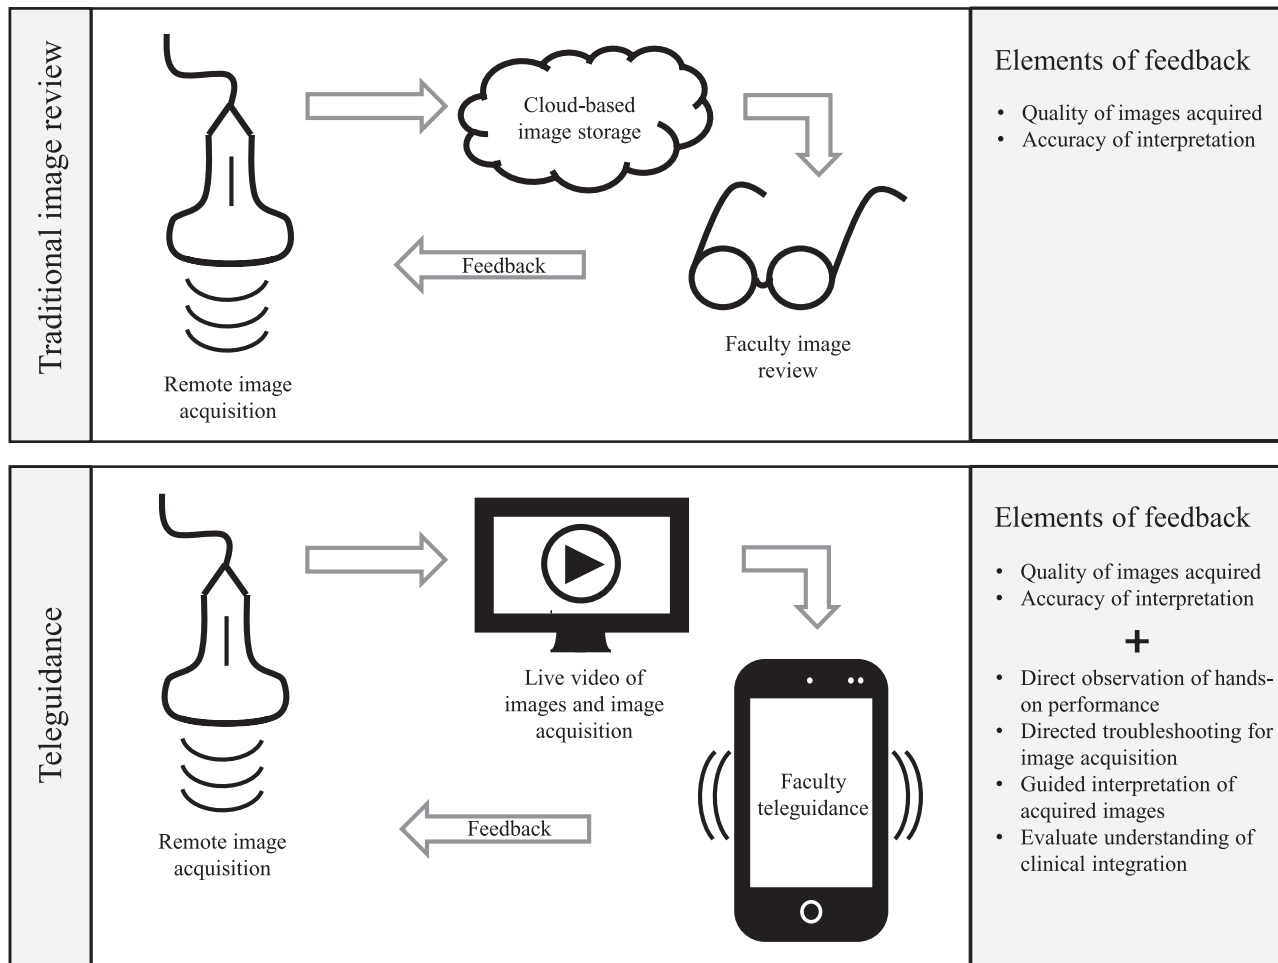 Traditional image review
Remote image
acquisition
Cloud-based
image storage
Feedback
Faculty image
review
Elements of feedback
• Quality of images acquired
• Accuracy of interpretation
Teleguidance
Remote image
acquisition
Live video of
images and image
acquisition
Feedback
Faculty
teleguidance
Elements of feedback
• Quality of images acquired
• Accuracy of interpretation
+
• Direct observation of hands-
on performance
• Directed troubleshooting for
image acquisition
• Guided interpretation of
acquired images
• Evaluate understanding of
clinical integration